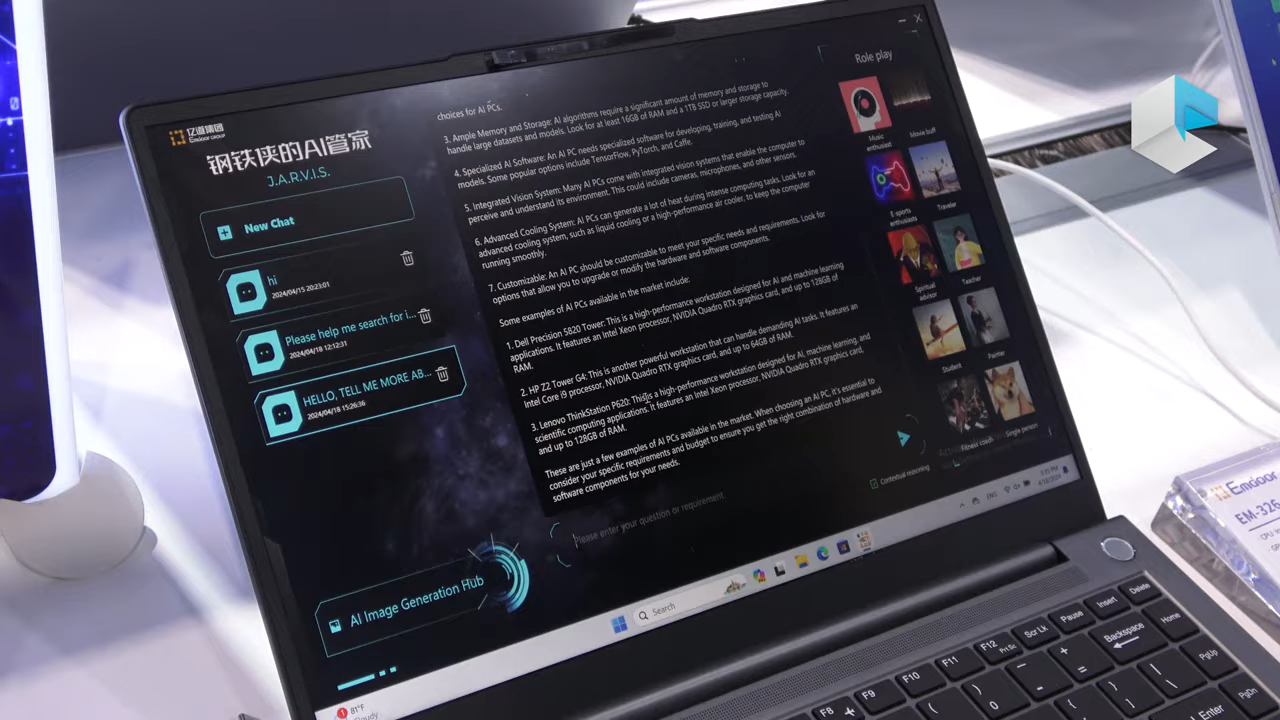 亿道集团
Emdoor GROUP
钢铁侠的AI管家
J.A.R.V.I.S.
New Chat
hi
2024/04/15 20:23:01
Please help me search for i...
2024/04/18 12:12:31
HELLO, TELL ME MORE AB...
2024/04/18 15:26:36
AI Image Generation Hub
choices for AI PCs.
3. Ample Memory and Storage: AI algorithms require a significant amount of memory and storage to
handle large datasets and models. Look for at least 16GB of RAM and a 1TB SSD or larger storage capacity.
4. Specialized AI Software: An AI PC needs specialized software for developing, training, and testing AI
models. Some popular options include TensorFlow, PyTorch, and Caffe.
5. Integrated Vision System: Many AI PCs come with integrated vision systems that enable the computer to
perceive and understand its environment. This could include cameras, microphones, and other sensors.
6. Advanced Cooling System: AI PCs can generate a lot of heat during intense computing tasks. Look for an
advanced cooling system, such as liquid cooling or a high-performance air cooler, to keep the computer
running smoothly.
7. Customizable: An AI PC should be customizable to meet your specific needs and requirements. Look for
options that allow you to upgrade or modify the hardware and software components.
Some examples of AI PCs available in the market include:
1. Dell Precision 5820 Tower: This is a high-performance workstation designed for AI and machine learning
applications. It features an Intel Xeon processor, NVIDIA Quadro RTX graphics card, and up to 128GB of
RAM.
2. HP Z2 Tower G4: This is another powerful workstation that can handle demanding AI tasks. It features an
Intel Core i9 processor, NVIDIA Quadro RTX graphics card, and up to 64GB of RAM.
3. Lenovo ThinkStation P620: This is a high-performance workstation designed for AI, machine learning, and
scientific computing applications. It features an Intel Xeon processor, NVIDIA Quadro RTX graphics card,
and up to 128GB of RAM.
These are just a few examples of AI PCs available in the market. When choosing an AI PC, it's essential to
consider your specific requirements and budget to ensure you get the right combination of hardware and
software components for your needs.
Please enter your question or requirement
Contextual reasoning
Role play
Music
enthusiast
Movie buff
E-sports
enthusiasts
Traveler
Spiritual
advisor
Teacher
Student
Painter
Fitness coach
Single person
81°F
Cloudy
Search
ENG
3:35 PM
4/18/2024
Emdoor
EM-326
CPU
F8
F9
F10
F11
F12
PrtSc
Scr Lk
Pause
Insert
Delete
Backspace
Home
PgUp
PgDn
Enter